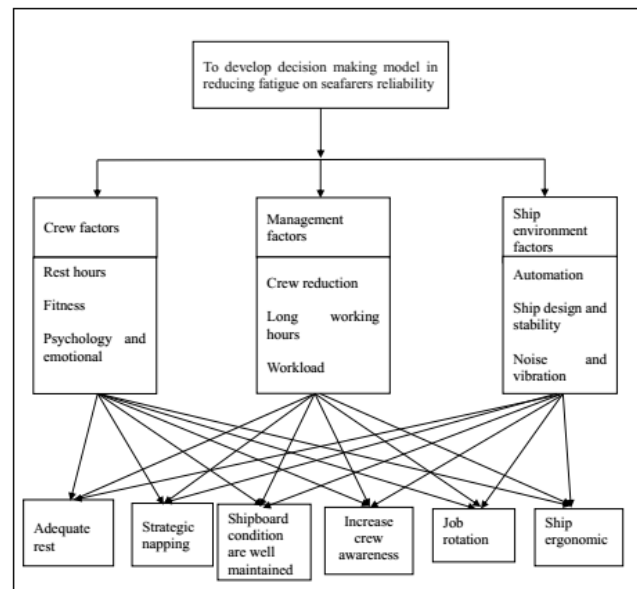 To develop decision making model in
reducing fatigue on seafarers reliability
Crew factors
Rest hours
Fitness
Psychology and
emotional
Management
factors
Crew reduction
Long working
hours
Workload
Ship
environment
factors
Automation
Ship design and
stability
Noise and
vibration
Adequate
rest
Strategic
napping
Shipboard
condition
are well
maintained
Increase
crew
awareness
Job
rotation
Ship
ergonomic